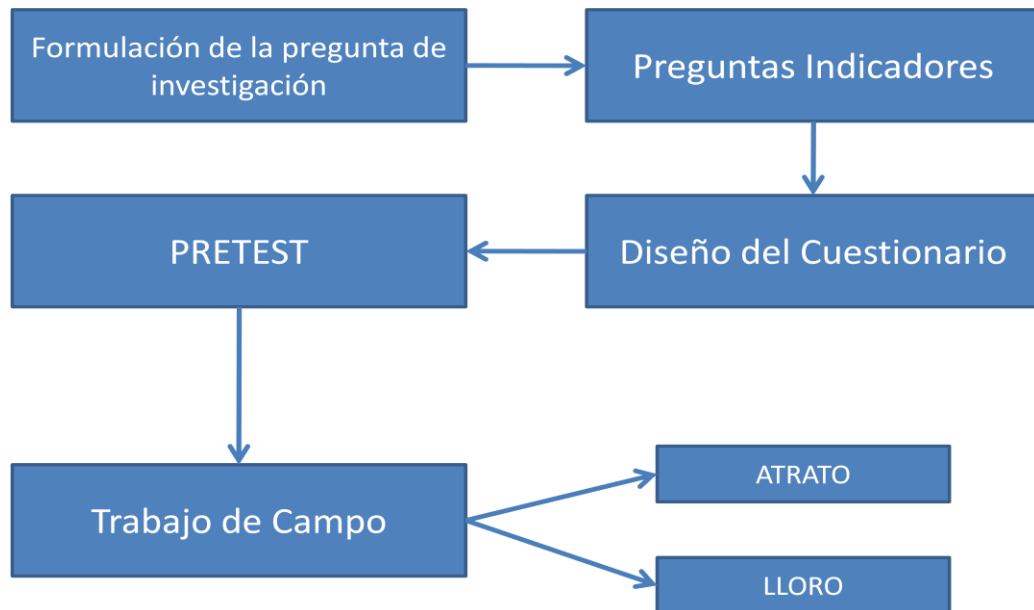 Formulación de la pregunta de
investigación
Preguntas Indicadores
Diseño del Cuestionario
PRETEST
Trabajo de Campo
ATRATO
LLORO